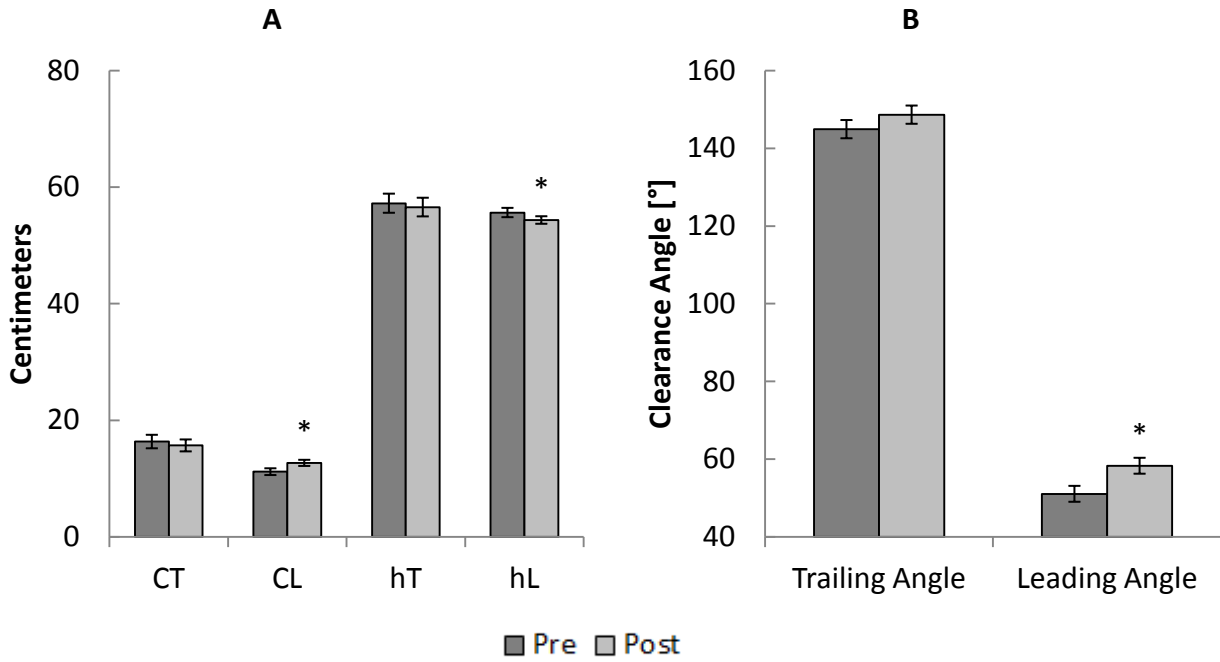 A
B
Centimeters
80
60
40
20
0
*
*
CT CL hT hL
Clearance Angle [°]
160
140
120
100
80
60
40
*
Trailing Angle Leading Angle
Pre Post